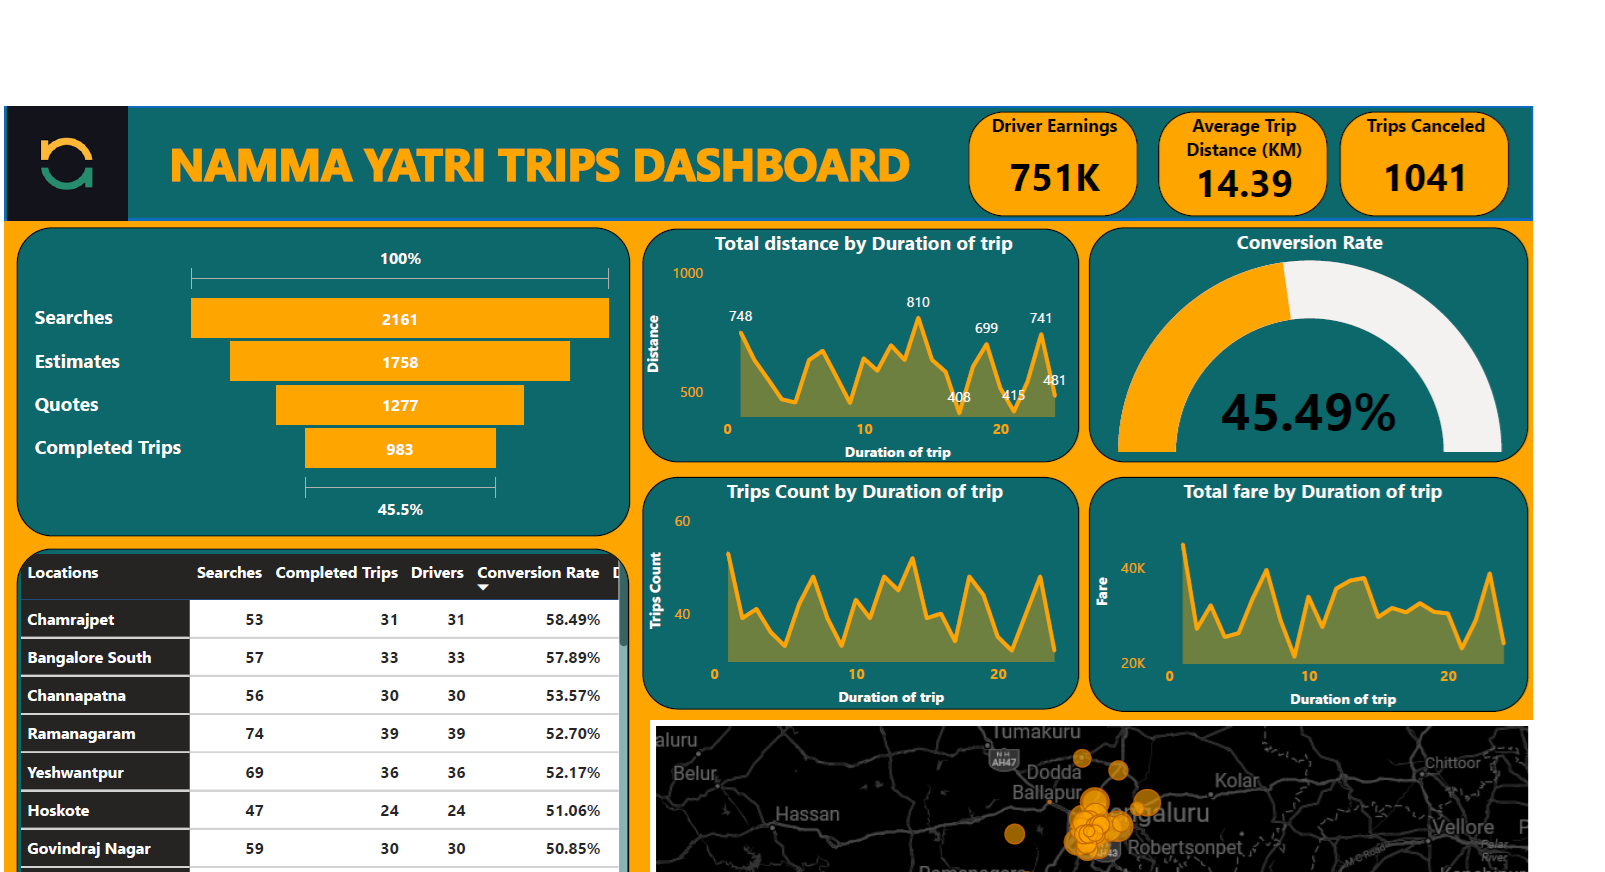 NAMMA YATRI TRIPS DASHBOARD
Driver Earnings
751K
Average Trip
Distance (KM)
14.39
Trips Canceled
1041
100%
Searches
2161
Estimates
1758
Quotes
1277
Completed Trips
983
45.5%
Total distance by Duration of trip
1000
500
Distance
748
810
408
699
415
741
481
0
10
20
Duration of trip
Conversion Rate
45.49%
Trips Count by Duration of trip
60
40
Trips Count
0
10
20
Duration of trip
Total fare by Duration of trip
40K
20K
Fare
0
10
20
Duration of trip
Locations Searches Completed Trips Drivers Conversion Rate
Chamrajpet 53 31 31 58.49%
Bangalore South 57 33 33 57.89%
Channapatna 56 30 30 53.57%
Ramanagaram 74 39 39 52.70%
Yeshwantpur 69 36 36 52.17%
Hoskote 47 24 24 51.06%
Govindraj Nagar 59 30 30 50.85%
aluru
Tumakuru
NH
AH47
Belur
Dodda
Ballapur
Kolar
Chittoor
Hassan
engaluru
Vellore
Robertsonpet
AH43
M C Road
Palar
River